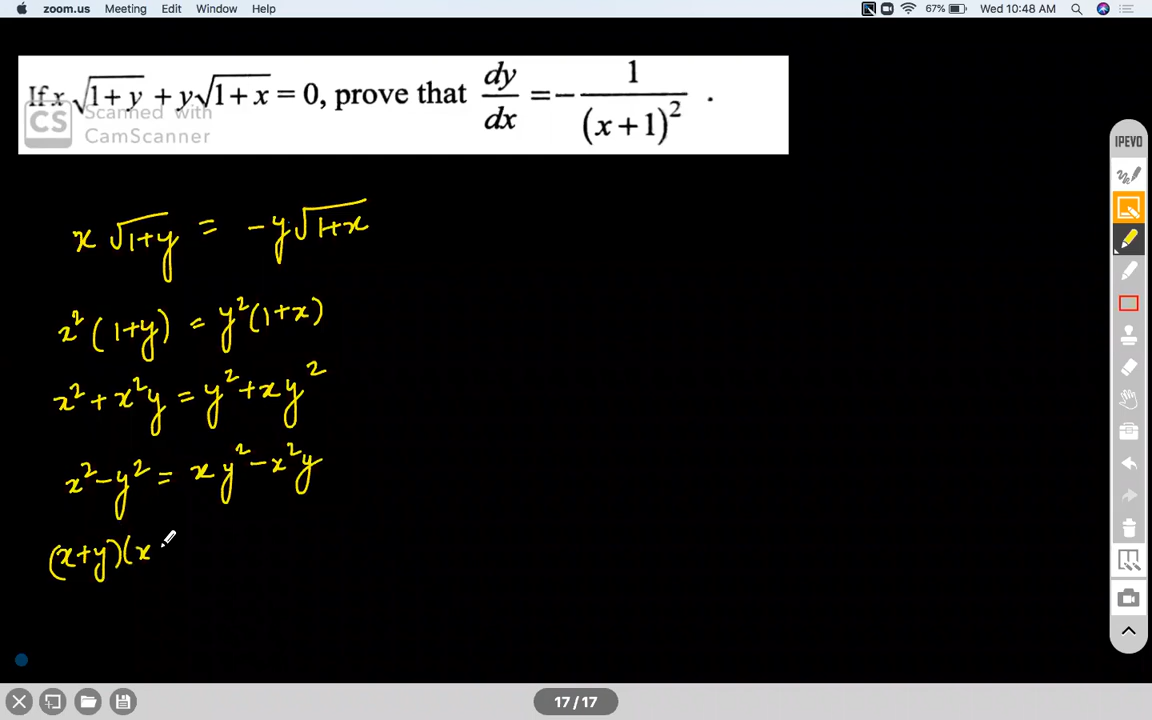 zoom.us Meeting Edit Window Help 67% Wed 10:48 AM
If x √(1+y) + y√(1+x) = 0, prove that dy/dx = −1/(x+1)² .
CS Scanned with
CamScanner
IPEVO
x √(1+y) = −y√(1+x)
x²(1+y) = y²(1+x)
x² + x²y = y² + xy²
x² − y² = xy² − x²y
(x+y)(x
17/17